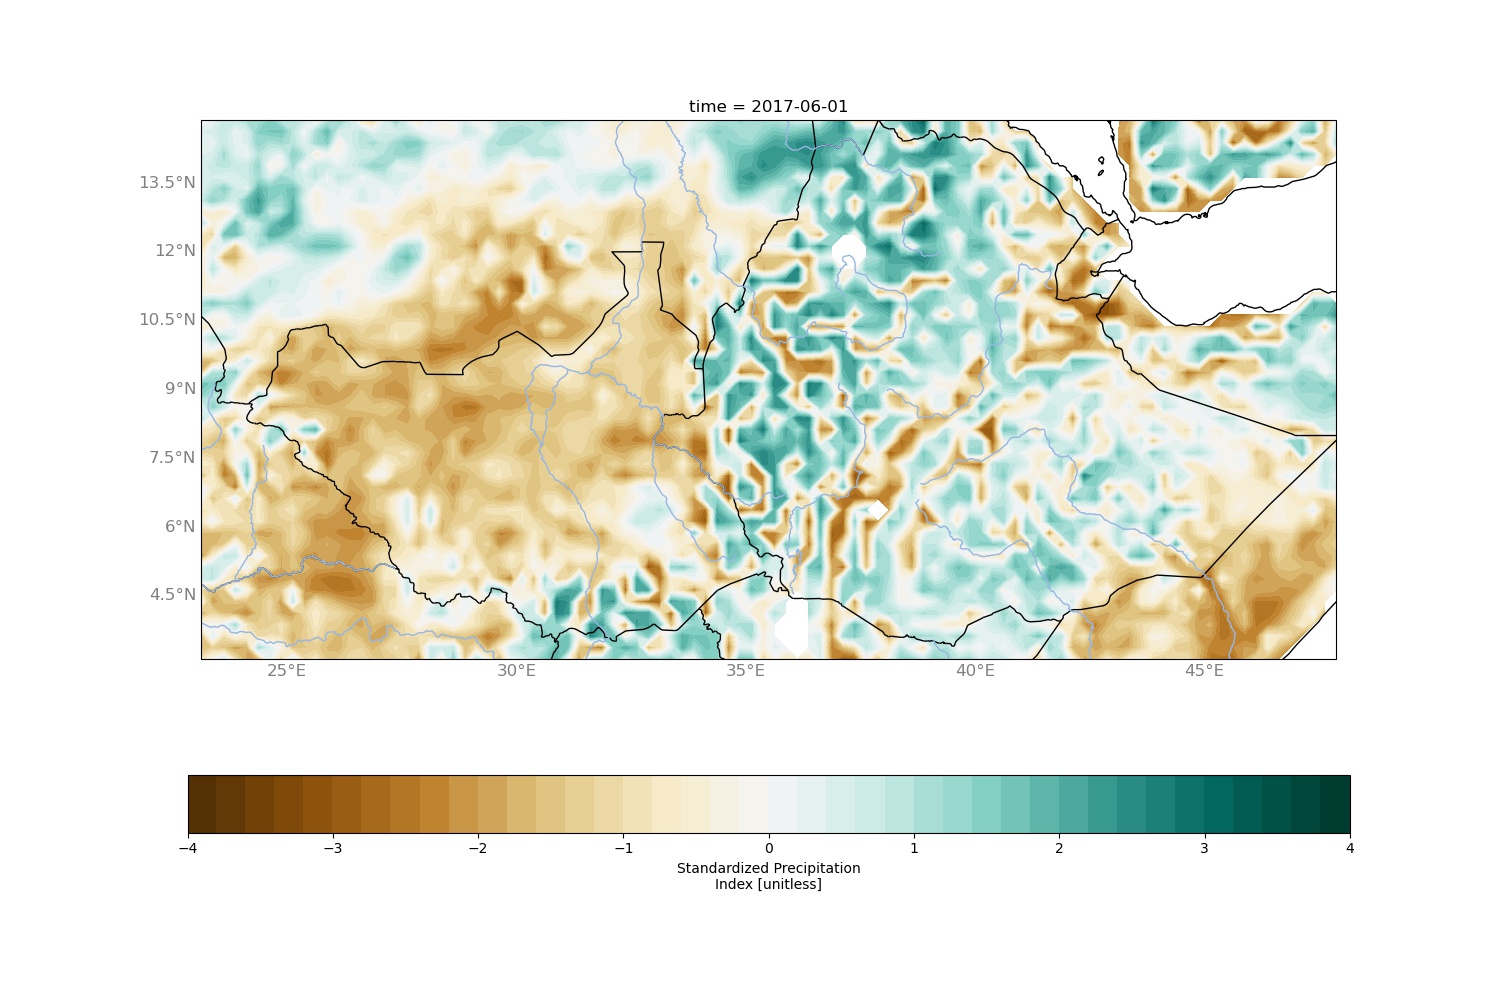 time = 2017-06-01
13.5°N
12°N
10.5°N
9°N
7.5°N
6°N
4.5°N
25°E 30°E 35°E 40°E 45°E
−4 −3 −2 −1 0 1 2 3 4
Standardized Precipitation
Index [unitless]